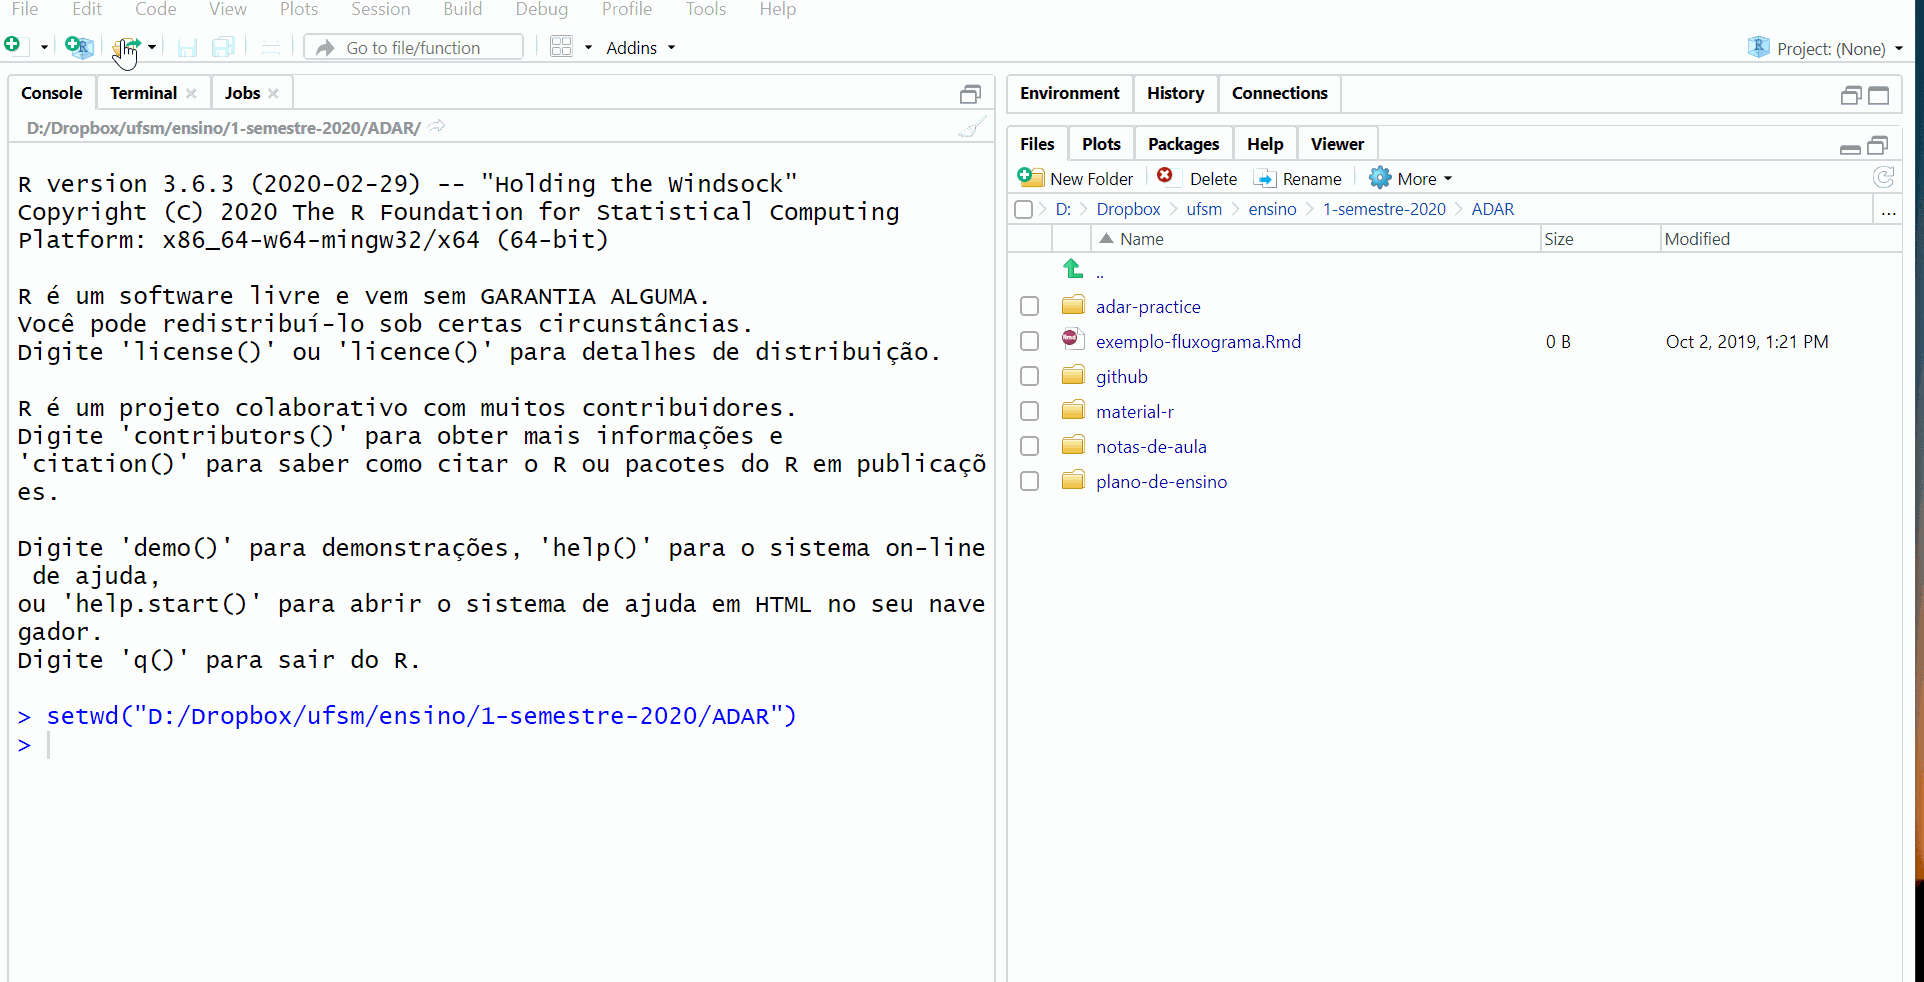 File Edit Code View Plots Session Build Debug Profile Tools Help
Go to file/function Addins Project: (None)
Console Terminal Jobs
D:/Dropbox/ufsm/ensino/1-semestre-2020/ADAR/
R version 3.6.3 (2020-02-29) -- "Holding the Windsock"
Copyright (C) 2020 The R Foundation for Statistical Computing
Platform: x86_64-w64-mingw32/x64 (64-bit)
R é um software livre e vem sem GARANTIA ALGUMA.
Você pode redistribuí-lo sob certas circunstâncias.
Digite 'license()' ou 'licence()' para detalhes de distribuição.
R é um projeto colaborativo com muitos contribuidores.
Digite 'contributors()' para obter mais informações e
'citation()' para saber como citar o R ou pacotes do R em publicaçõ
es.
Digite 'demo()' para demonstrações, 'help()' para o sistema on-line
de ajuda,
ou 'help.start()' para abrir o sistema de ajuda em HTML no seu nave
gador.
Digite 'q()' para sair do R.
> setwd("D:/Dropbox/ufsm/ensino/1-semestre-2020/ADAR")
>
Environment History Connections
Files Plots Packages Help Viewer
New Folder Delete Rename More
D: Dropbox ufsm ensino 1-semestre-2020 ADAR ...
Name Size Modified
..
adar-practice
exemplo-fluxograma.Rmd 0 B Oct 2, 2019, 1:21 PM
github
material-r
notas-de-aula
plano-de-ensino